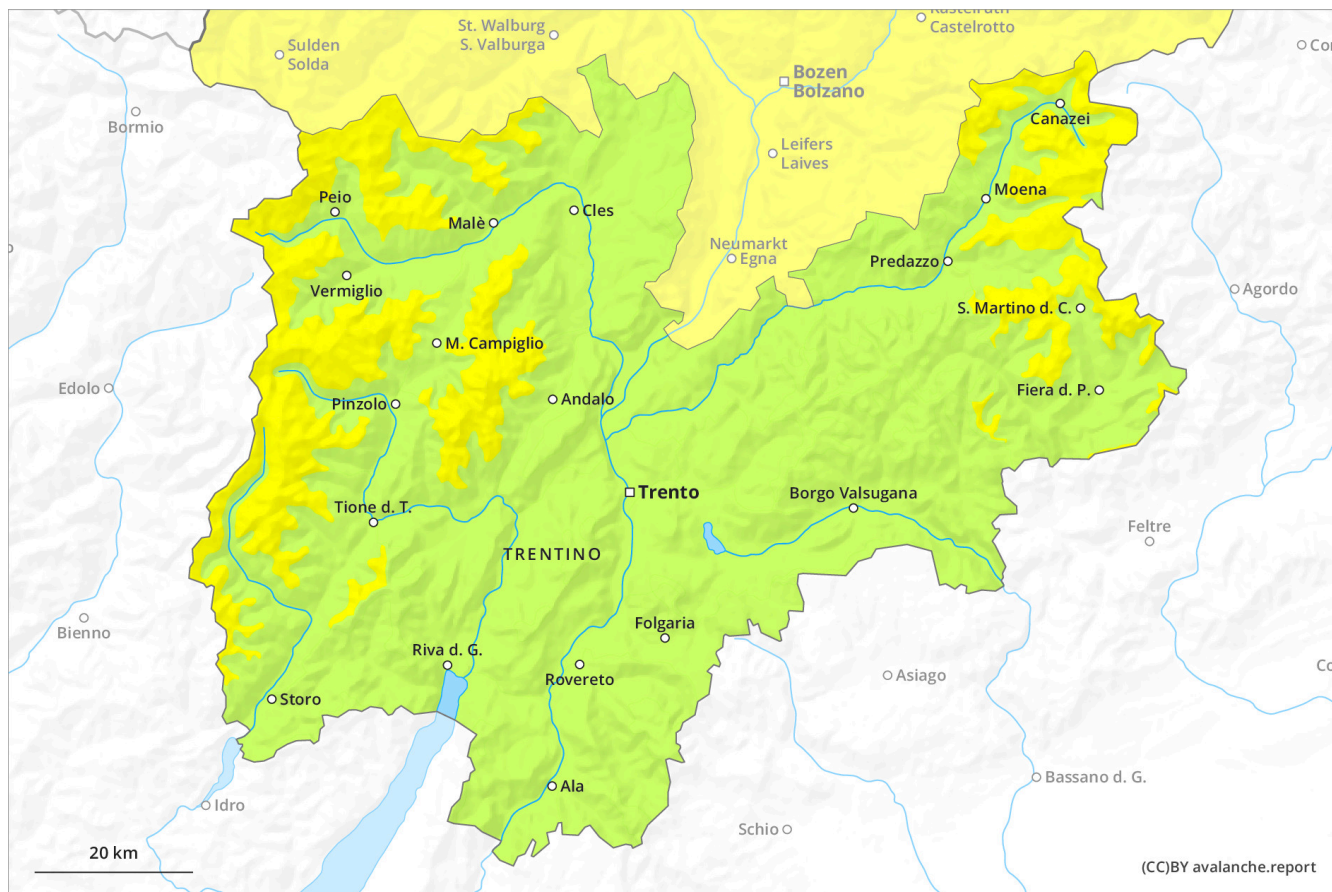 Kastelruth
Castelrotto
St. Walburg
S. Valburga
Sulden
Solda
Bozen
Bolzano
Bormio
Canazei
Leifers
Laives
Peio
Moena
Malè
Cles
Neumarkt
Egna
Predazzo
Vermiglio
Agordo
S. Martino d. C.
M. Campiglio
Edolo
Pinzolo
Andalo
Fiera d. P.
Trento
Borgo Valsugana
Tione d. T.
Feltre
TRENTINO
Bienno
Folgaria
Riva d. G.
Rovereto
Asiago
Storo
Ala
Bassano d. G.
Idro
Schio
20 km
(CC)BY avalanche.report